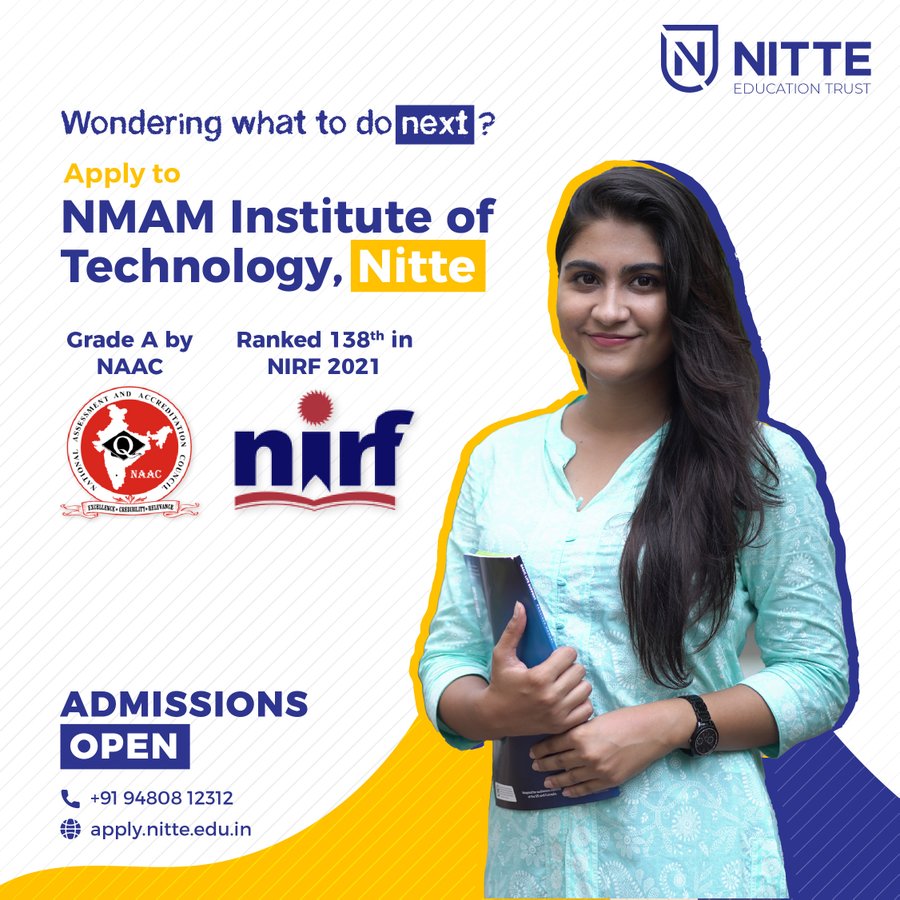 NITTE
EDUCATION TRUST
Wondering what to do next?
Apply to
NMAM Institute of
Technology, Nitte
Grade A by
NAAC
Ranked 138th in
NIRF 2021
NATIONAL ASSESSMENT AND ACCREDITATION COUNCIL
Q
NAAC
EXCELLENCE • CREDIBILITY • RELEVANCE
nirf
ADMISSIONS
OPEN
+91 94808 12312
apply.nitte.edu.in